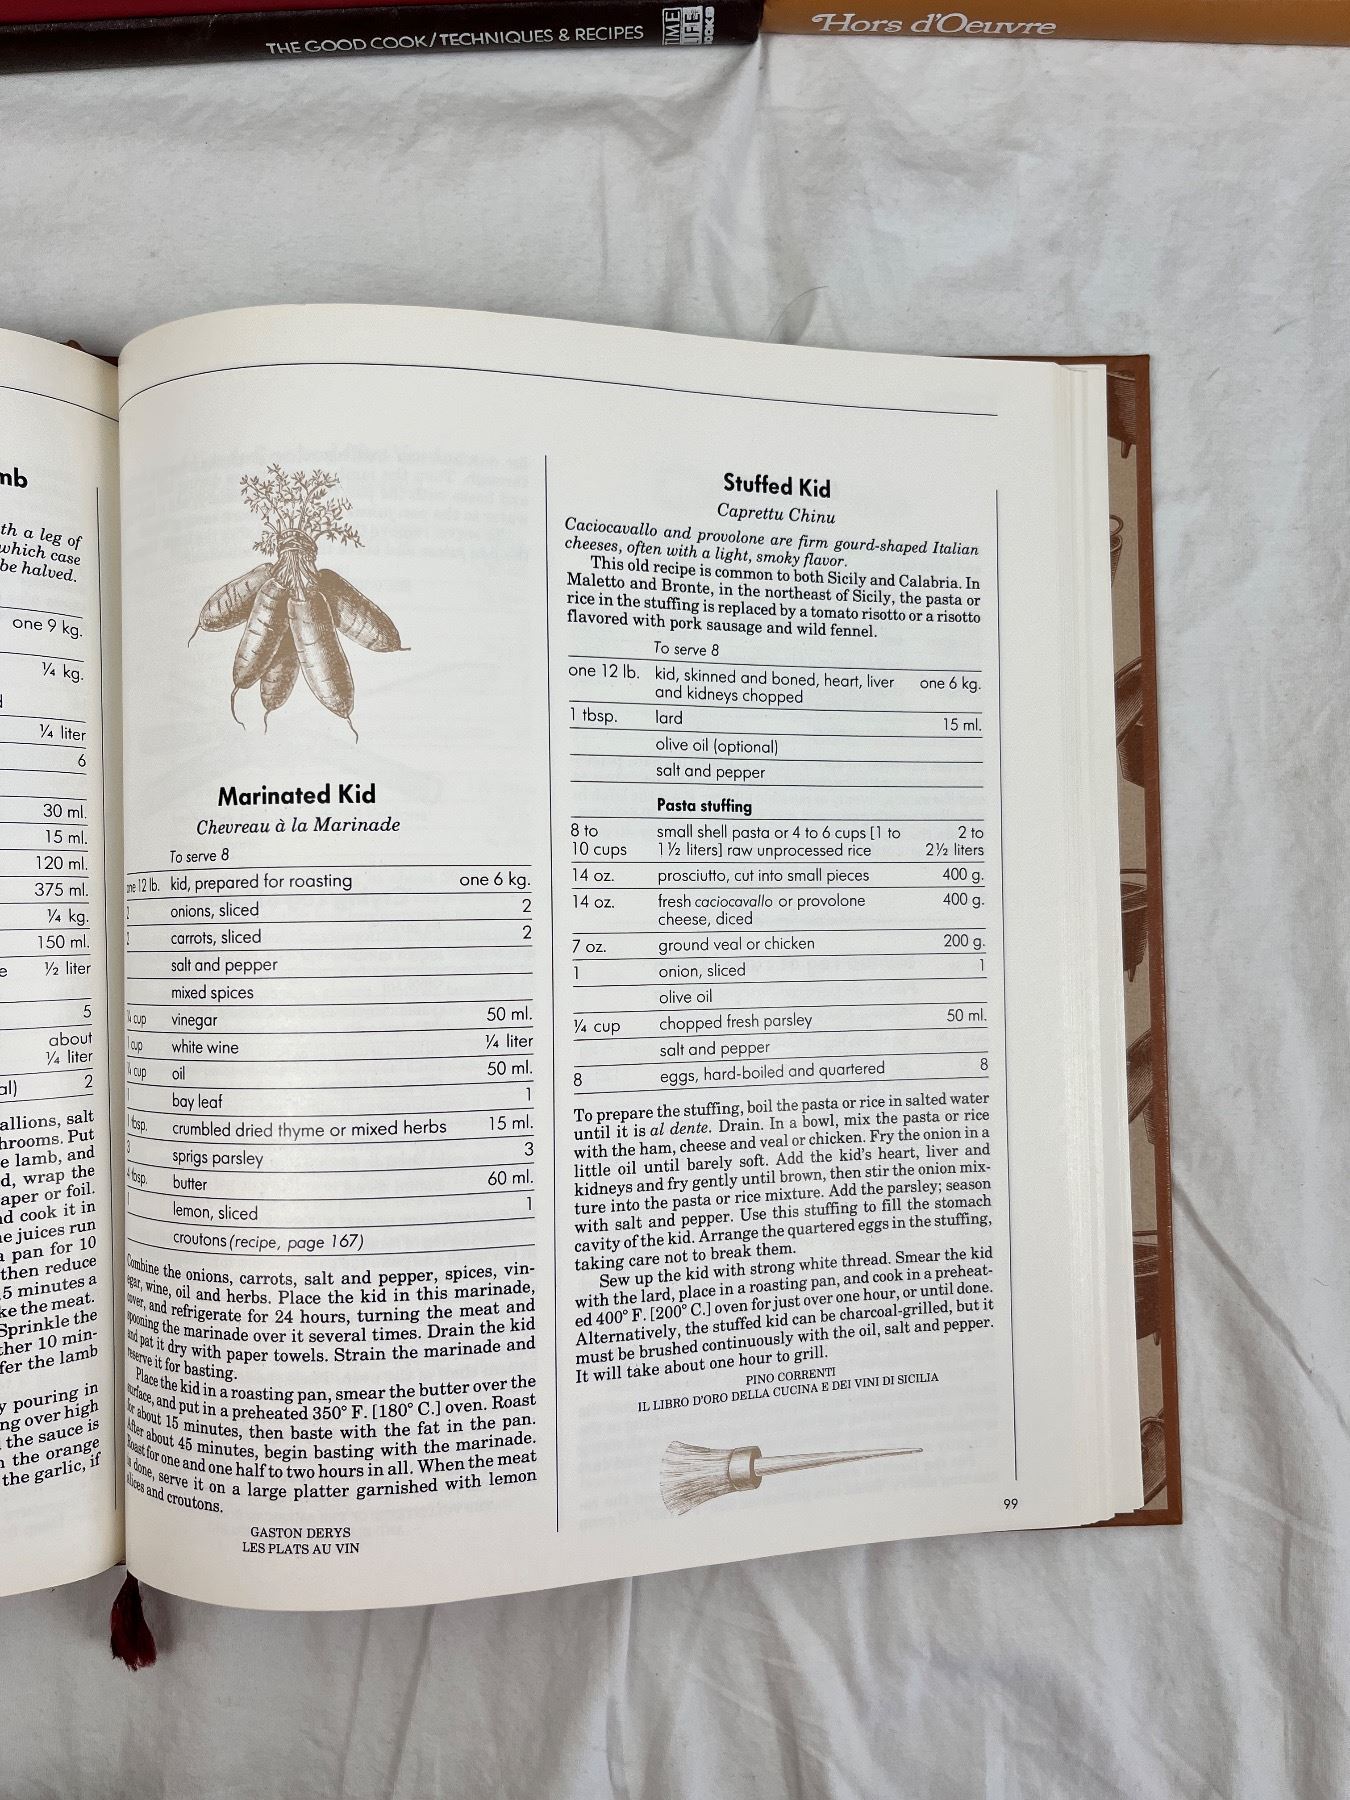 THE GOOD COOK/TECHNIQUES & RECIPES
TIME
LIFE
BOOKS
Hors d'Oeuvre
mb
th a leg of
which case
be halved.
one 9 kg.
¼ kg.
¼ liter
6
30 ml.
15 ml.
120 ml.
375 ml.
¼ kg.
150 ml.
e ½ liter
5
about
¼ liter
al) 2
allions, salt
hrooms. Put
e lamb, and
d, wrap the
aper or foil.
nd cook it in
e juices run
a pan for 10
then reduce
5 minutes a
ke the meat.
Sprinkle the
ther 10 min-
fer the lamb
y pouring in
ng over high
the sauce is
n the orange
the garlic, if
Marinated Kid
Chevreau à la Marinade
To serve 8
one 12 lb. kid, prepared for roasting one 6 kg.
2 onions, sliced 2
2 carrots, sliced 2
salt and pepper
mixed spices
¼ cup vinegar 50 ml.
1 cup white wine ¼ liter
¼ cup oil 50 ml.
1 bay leaf 1
1 tbsp. crumbled dried thyme or mixed herbs 15 ml.
3 sprigs parsley 3
4 tbsp. butter 60 ml.
1 lemon, sliced 1
croutons (recipe, page 167)
Combine the onions, carrots, salt and pepper, spices, vin-
egar, wine, oil and herbs. Place the kid in this marinade,
cover, and refrigerate for 24 hours, turning the meat and
spooning the marinade over it several times. Drain the kid
and pat it dry with paper towels. Strain the marinade and
reserve it for basting.
Place the kid in a roasting pan, smear the butter over the
surface, and put in a preheated 350° F. [180° C.] oven. Roast
for about 15 minutes, then baste with the fat in the pan.
After about 45 minutes, begin basting with the marinade.
Roast for one and one half to two hours in all. When the meat
is done, serve it on a large platter garnished with lemon
slices and croutons.
GASTON DERYS
LES PLATS AU VIN
Stuffed Kid
Caprettu Chinu
Caciocavallo and provolone are firm gourd-shaped Italian
cheeses, often with a light, smoky flavor.
This old recipe is common to both Sicily and Calabria. In
Maletto and Bronte, in the northeast of Sicily, the pasta or
rice in the stuffing is replaced by a tomato risotto or a risotto
flavored with pork sausage and wild fennel.
To serve 8
one 12 lb. kid, skinned and boned, heart, liver one 6 kg.
and kidneys chopped
1 tbsp. lard 15 ml.
olive oil (optional)
salt and pepper
Pasta stuffing
8 to small shell pasta or 4 to 6 cups [1 to 2 to
10 cups 1½ liters] raw unprocessed rice 2½ liters
14 oz. prosciutto, cut into small pieces 400 g.
14 oz. fresh caciocavallo or provolone 400 g.
cheese, diced
7 oz. ground veal or chicken 200 g.
1 onion, sliced 1
olive oil
¼ cup chopped fresh parsley 50 ml.
salt and pepper
8 eggs, hard-boiled and quartered 8
To prepare the stuffing, boil the pasta or rice in salted water
until it is al dente. Drain. In a bowl, mix the pasta or rice
with the ham, cheese and veal or chicken. Fry the onion in a
little oil until barely soft. Add the kid's heart, liver and
kidneys and fry gently until brown, then stir the onion mix-
ture into the pasta or rice mixture. Add the parsley; season
with salt and pepper. Use this stuffing to fill the stomach
cavity of the kid. Arrange the quartered eggs in the stuffing,
taking care not to break them.
Sew up the kid with strong white thread. Smear the kid
with the lard, place in a roasting pan, and cook in a preheat-
ed 400° F. [200° C.] oven for just over one hour, or until done.
Alternatively, the stuffed kid can be charcoal-grilled, but it
must be brushed continuously with the oil, salt and pepper.
It will take about one hour to grill.
PINO CORRENTI
IL LIBRO D'ORO DELLA CUCINA E DEI VINI DI SICILIA
99